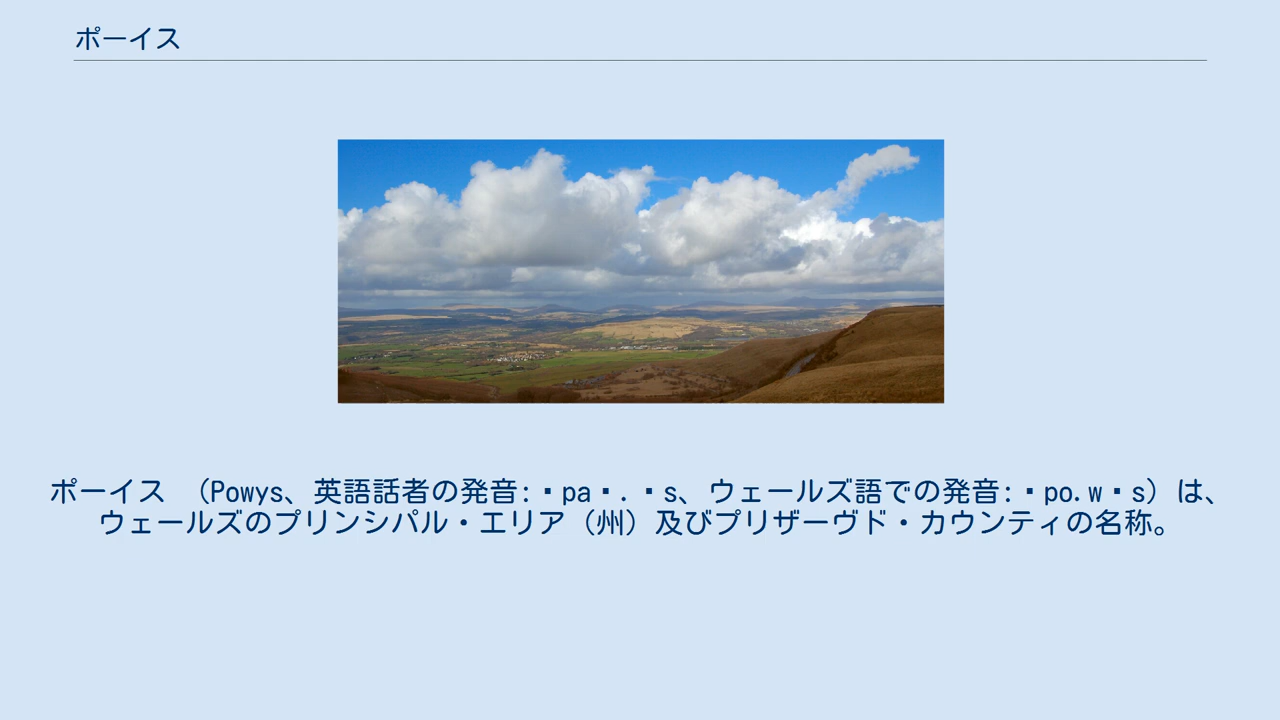 ポーイス
ポーイス （Powys、英語話者の発音:▪pa▪.▪s、ウェールズ語での発音:▪po.w▪s）は、
ウェールズのプリンシパル・エリア（州）及びプリザーヴド・カウンティの名称。